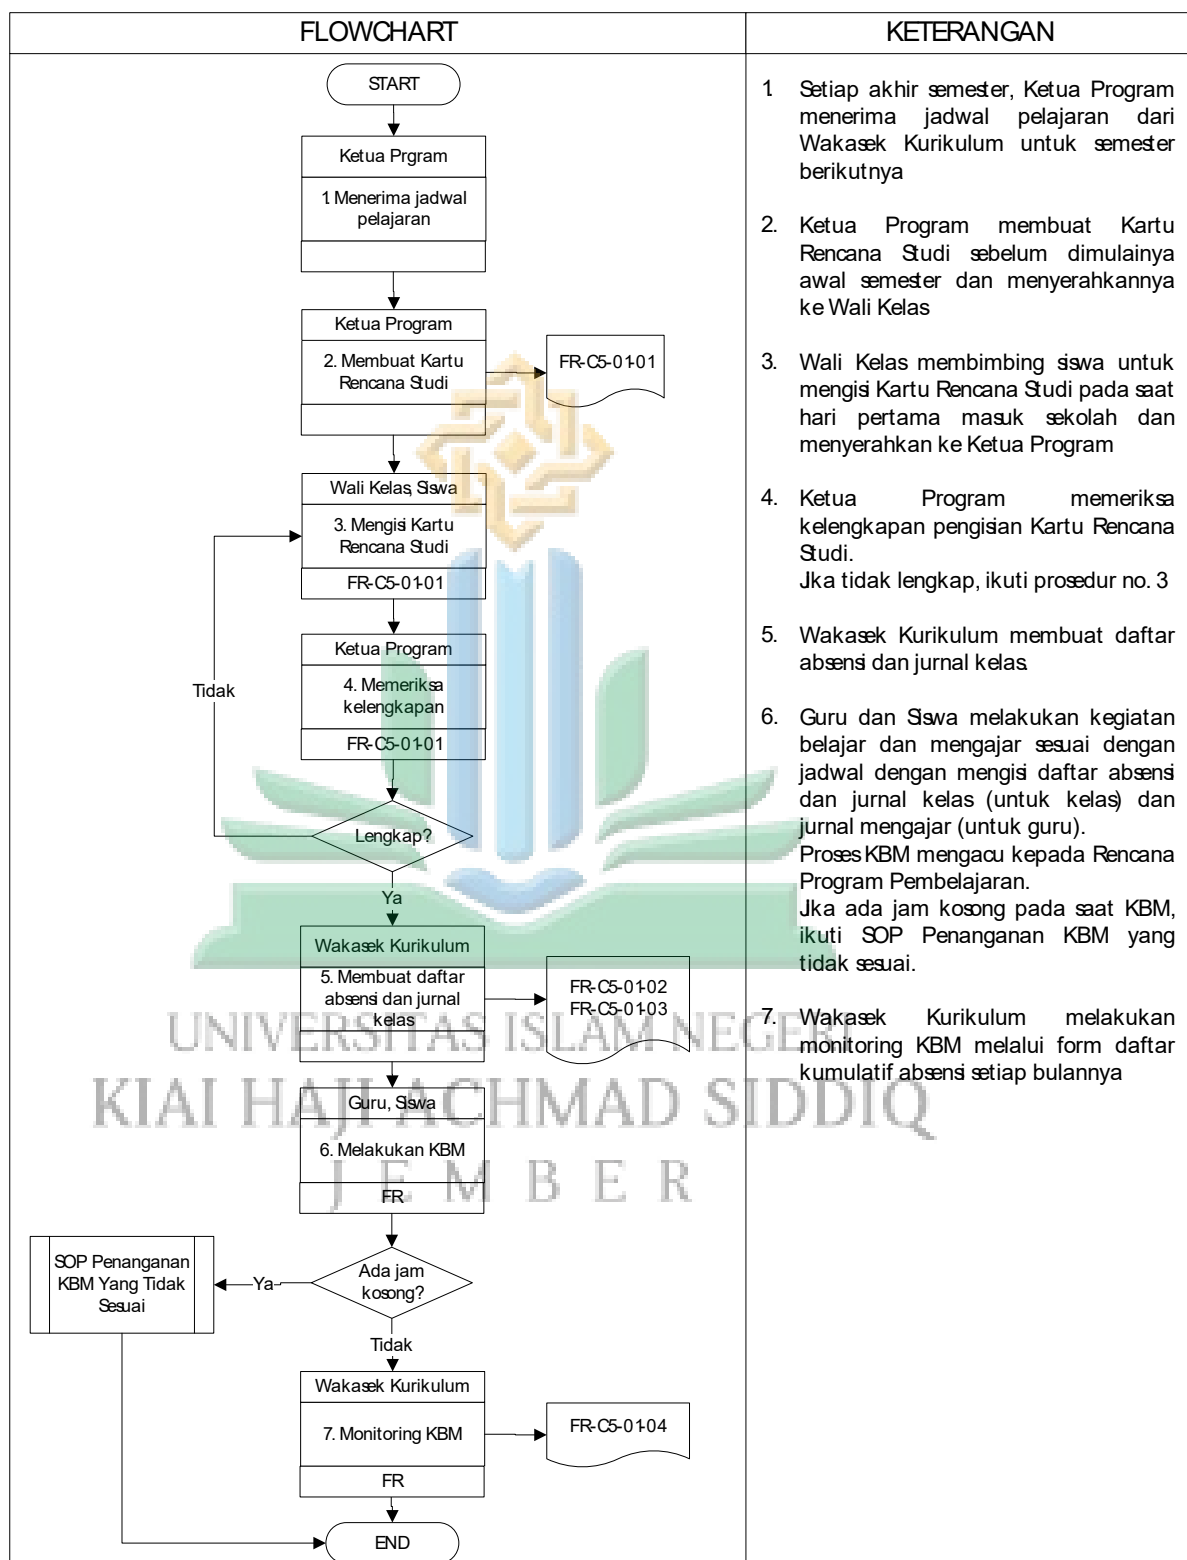 FLOWCHART
KETERANGAN
START
Ketua Prgram
1. Menerima jadwal
pelajaran
Ketua Program
2. Membuat Kartu
Rencana Studi
FR-C5-01-01
Wali Kelas, Siswa
3. Mengisi Kartu
Rencana Studi
FR-C5-01-01
Ketua Program
4. Memeriksa
kelengkapan
FR-C5-01-01
Tidak
Lengkap?
Ya
Wakasek Kurikulum
5. Membuat daftar
absensi dan jurnal
kelas
FR-C5-01-02
FR-C5-01-03
Guru, Siswa
6. Melakukan KBM
FR
Ada jam
kosong?
Ya
SOP Penanganan
KBM Yang Tidak
Sesuai
Tidak
Wakasek Kurikulum
7. Monitoring KBM
FR
FR-C5-01-04
END
1. Setiap akhir semester, Ketua Program
menerima jadwal pelajaran dari
Wakasek Kurikulum untuk semester
berikutnya
2. Ketua Program membuat Kartu
Rencana Studi sebelum dimulainya
awal semester dan menyerahkannya
ke Wali Kelas
3. Wali Kelas membimbing siswa untuk
mengisi Kartu Rencana Studi pada saat
hari pertama masuk sekolah dan
menyerahkan ke Ketua Program
4. Ketua Program memeriksa
kelengkapan pengisian Kartu Rencana
Studi.
Jika tidak lengkap, ikuti prosedur no. 3
5. Wakasek Kurikulum membuat daftar
absensi dan jurnal kelas.
6. Guru dan Siswa melakukan kegiatan
belajar dan mengajar sesuai dengan
jadwal dengan mengisi daftar absensi
dan jurnal kelas (untuk kelas) dan
jurnal mengajar (untuk guru).
Proses KBM mengacu kepada Rencana
Program Pembelajaran.
Jika ada jam kosong pada saat KBM,
ikuti SOP Penanganan KBM yang
tidak sesuai.
7. Wakasek Kurikulum melakukan
monitoring KBM melalui form daftar
kumulatif absensi setiap bulannya
UNIVERSITAS ISLAM NEGERI
KIAI HAJI ACHMAD SIDDIQ
JEMBER